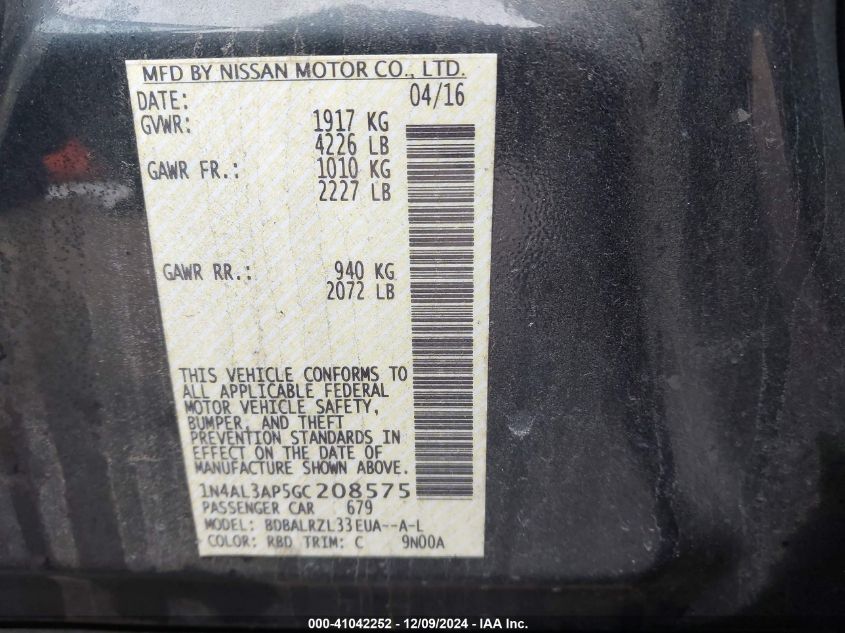 MFD BY NISSAN MOTOR CO., LTD.
DATE: 04/16
GVWR: 1917 KG
4226 LB
GAWR FR.: 1010 KG
2227 LB
GAWR RR.: 940 KG
2072 LB
THIS VEHICLE CONFORMS TO
ALL APPLICABLE FEDERAL
MOTOR VEHICLE SAFETY,
BUMPER, AND THEFT
PREVENTION STANDARDS IN
EFFECT ON THE DATE OF
MANUFACTURE SHOWN ABOVE.
1N4AL3AP5GC208575
PASSENGER CAR 679
MODEL: BDBALRZL33EUA--A-L
COLOR: RBD TRIM: C 9N00A
000-41042252 - 12/09/2024 - IAA Inc.